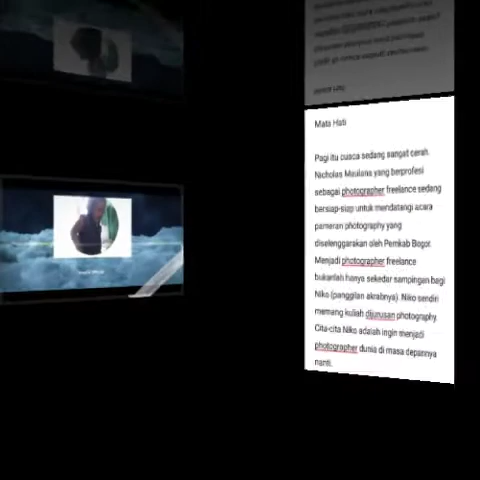 Mata Hati
Pagi itu cuaca sedang sangat cerah.
Nicholas Maulana yang berprofesi
sebagai photographer freelance sedang
bersiap-siap untuk mendatangi acara
pameran photography yang
diselenggarakan oleh Pemkab Bogor.
Menjadi photographer freelance
bukanlah hanya sekedar sampingan bagi
Niko (panggilan akrabnya). Niko sendiri
memang kuliah dijurusan photography.
Cita-cita Niko adalah ingin menjadi
photographer dunia di masa depannya
nanti.